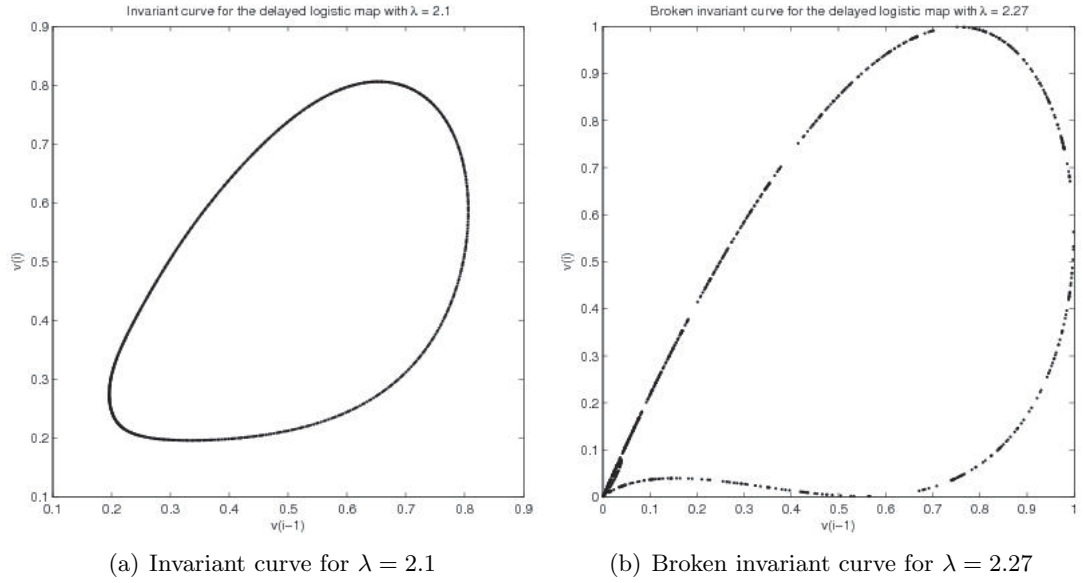 Invariant curve for the delayed logistic map with λ = 2.1
0.9
0.8
0.7
0.6
0.5
0.4
0.3
0.2
0.1
v(i)
0.1 0.2 0.3 0.4 0.5 0.6 0.7 0.8 0.9
v(i−1)
(a) Invariant curve for λ = 2.1
Broken invariant curve for the delayed logistic map with λ = 2.27
1
0.9
0.8
0.7
0.6
0.5
0.4
0.3
0.2
0.1
0
v(i)
0 0.1 0.2 0.3 0.4 0.5 0.6 0.7 0.8 0.9 1
v(i−1)
(b) Broken invariant curve for λ = 2.27